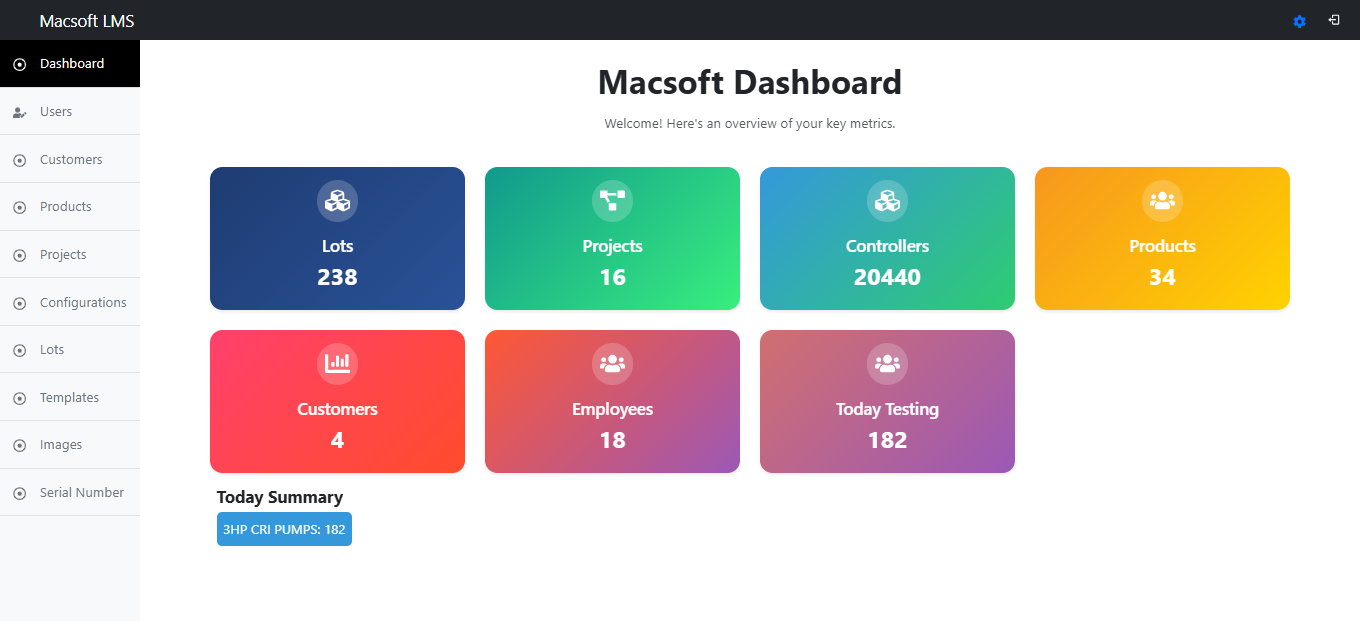 Macsoft LMS
Dashboard
Users
Customers
Products
Projects
Configurations
Lots
Templates
Images
Serial Number
Macsoft Dashboard
Welcome! Here's an overview of your key metrics.
Lots
238
Projects
16
Controllers
20440
Products
34
Customers
4
Employees
18
Today Testing
182
Today Summary
3HP CRI PUMPS: 182